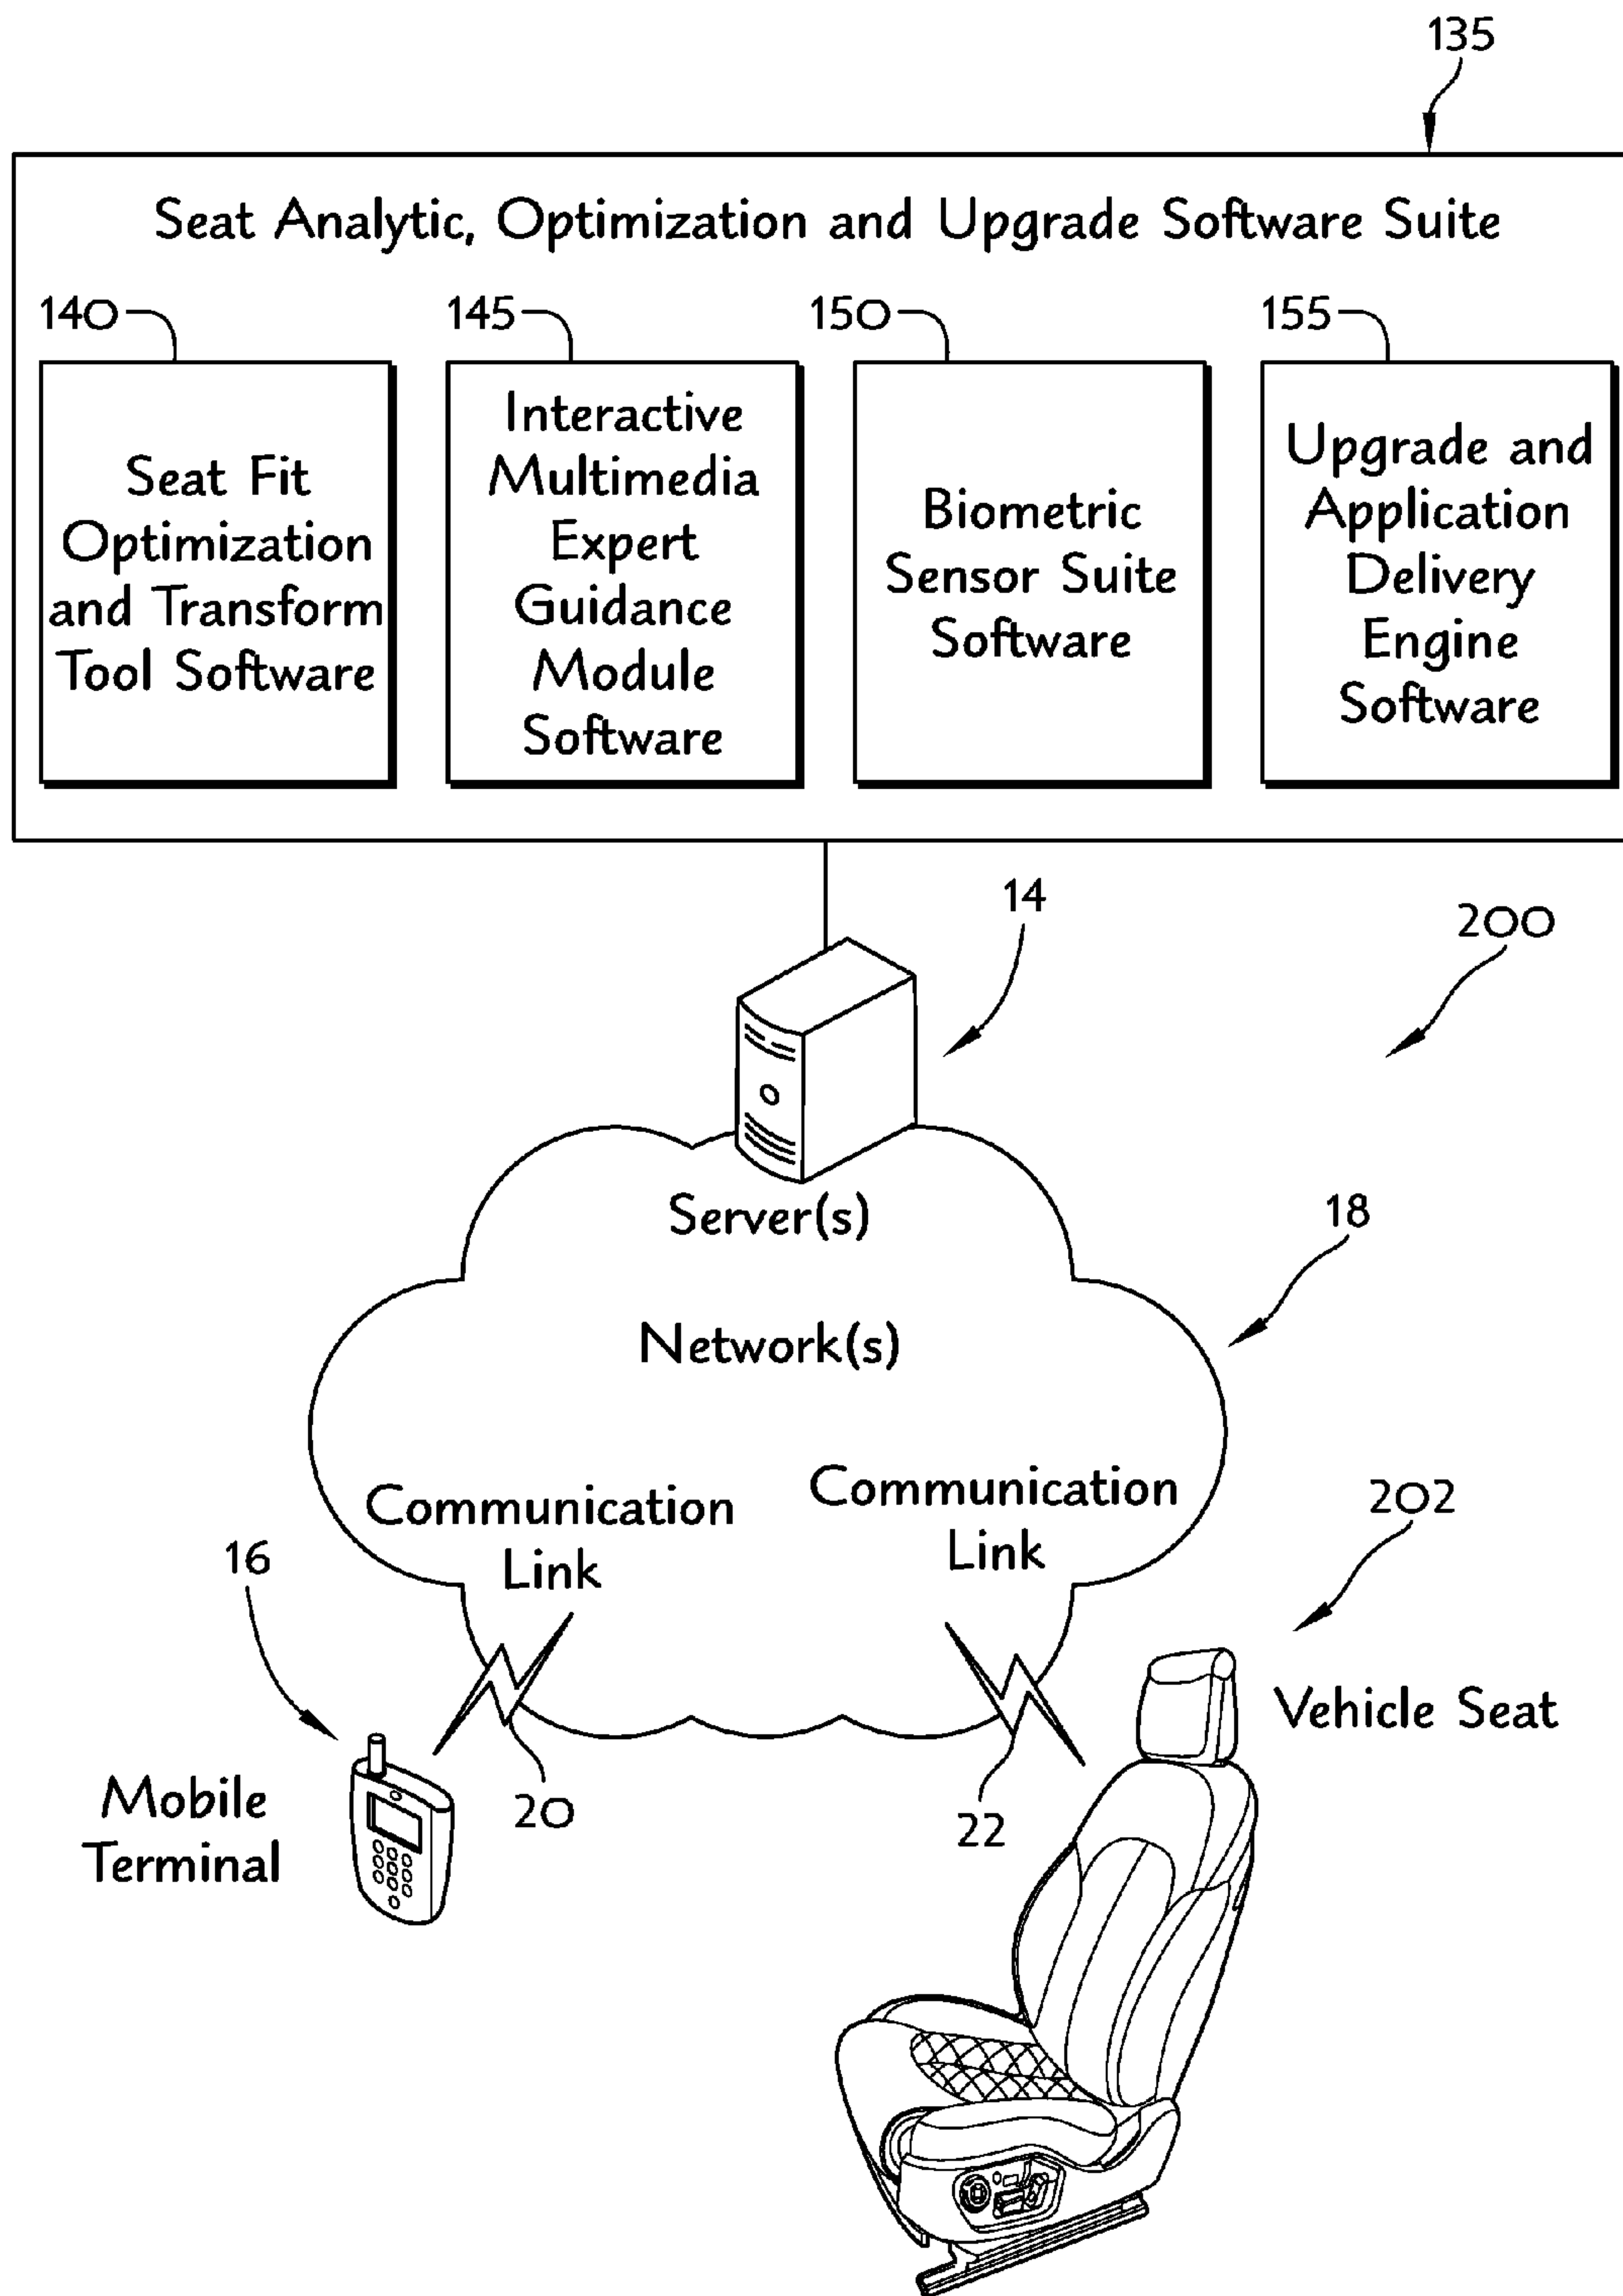 135
Seat Analytic, Optimization and Upgrade Software Suite
140
145
150
155
Seat Fit
Optimization
and Transform
Tool Software
Interactive
Multimedia
Expert
Guidance
Module
Software
Biometric
Sensor Suite
Software
Upgrade and
Application
Delivery
Engine
Software
14
200
Server(s)
18
Network(s)
Communication
Link
Communication
Link
202
16
Vehicle Seat
Mobile
Terminal
20
22